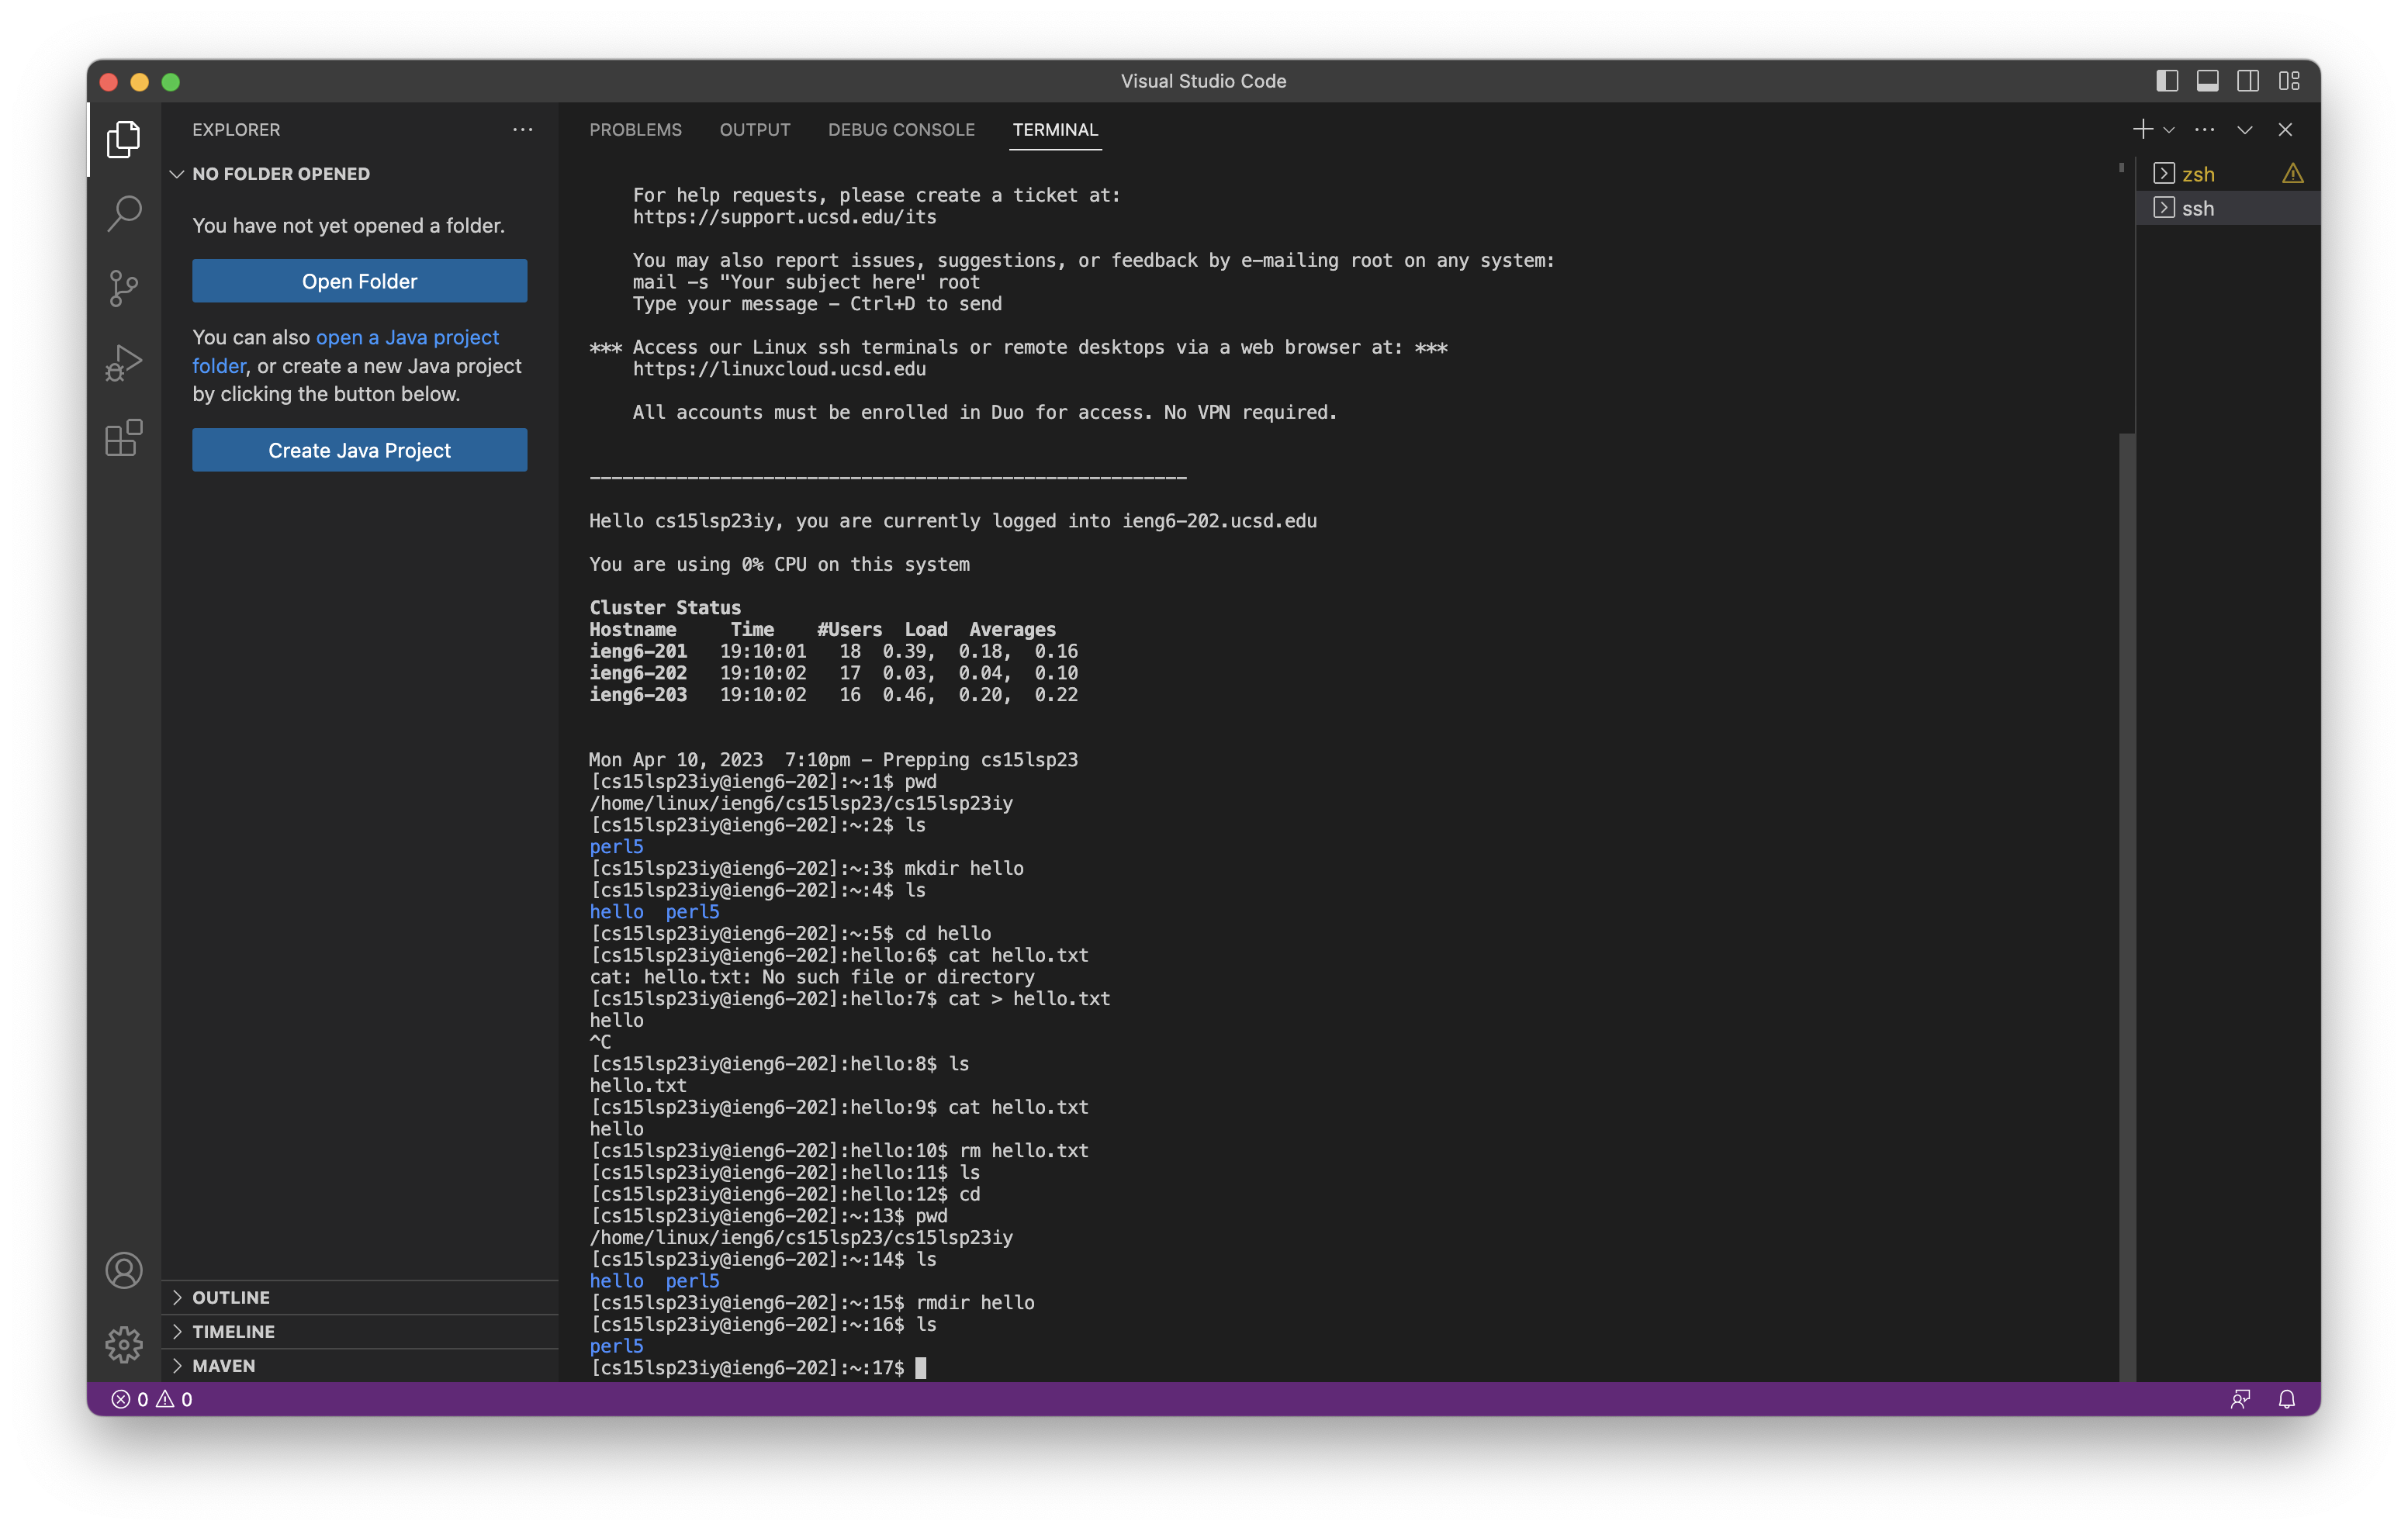 Visual Studio Code
EXPLORER
NO FOLDER OPENED
You have not yet opened a folder.
Open Folder
You can also open a Java project
folder, or create a new Java project
by clicking the button below.
Create Java Project
OUTLINE
TIMELINE
MAVEN
PROBLEMS OUTPUT DEBUG CONSOLE TERMINAL
For help requests, please create a ticket at:
https://support.ucsd.edu/its
You may also report issues, suggestions, or feedback by e-mailing root on any system:
mail -s "Your subject here" root
Type your message - Ctrl+D to send
*** Access our Linux ssh terminals or remote desktops via a web browser at: ***
https://linuxcloud.ucsd.edu
All accounts must be enrolled in Duo for access. No VPN required.
-------------------------------------------------------
Hello cs15lsp23iy, you are currently logged into ieng6-202.ucsd.edu
You are using 0% CPU on this system
Cluster Status
Hostname     Time    #Users  Load  Averages
ieng6-201   19:10:01   18  0.39,  0.18,  0.16
ieng6-202   19:10:02   17  0.03,  0.04,  0.10
ieng6-203   19:10:02   16  0.46,  0.20,  0.22
Mon Apr 10, 2023  7:10pm - Prepping cs15lsp23
[cs15lsp23iy@ieng6-202]:~:1$ pwd
/home/linux/ieng6/cs15lsp23/cs15lsp23iy
[cs15lsp23iy@ieng6-202]:~:2$ ls
perl5
[cs15lsp23iy@ieng6-202]:~:3$ mkdir hello
[cs15lsp23iy@ieng6-202]:~:4$ ls
hello  perl5
[cs15lsp23iy@ieng6-202]:~:5$ cd hello
[cs15lsp23iy@ieng6-202]:hello:6$ cat hello.txt
cat: hello.txt: No such file or directory
[cs15lsp23iy@ieng6-202]:hello:7$ cat > hello.txt
hello
^C
[cs15lsp23iy@ieng6-202]:hello:8$ ls
hello.txt
[cs15lsp23iy@ieng6-202]:hello:9$ cat hello.txt
hello
[cs15lsp23iy@ieng6-202]:hello:10$ rm hello.txt
[cs15lsp23iy@ieng6-202]:hello:11$ ls
[cs15lsp23iy@ieng6-202]:hello:12$ cd
[cs15lsp23iy@ieng6-202]:~:13$ pwd
/home/linux/ieng6/cs15lsp23/cs15lsp23iy
[cs15lsp23iy@ieng6-202]:~:14$ ls
hello  perl5
[cs15lsp23iy@ieng6-202]:~:15$ rmdir hello
[cs15lsp23iy@ieng6-202]:~:16$ ls
perl5
[cs15lsp23iy@ieng6-202]:~:17$
zsh
ssh
0 0